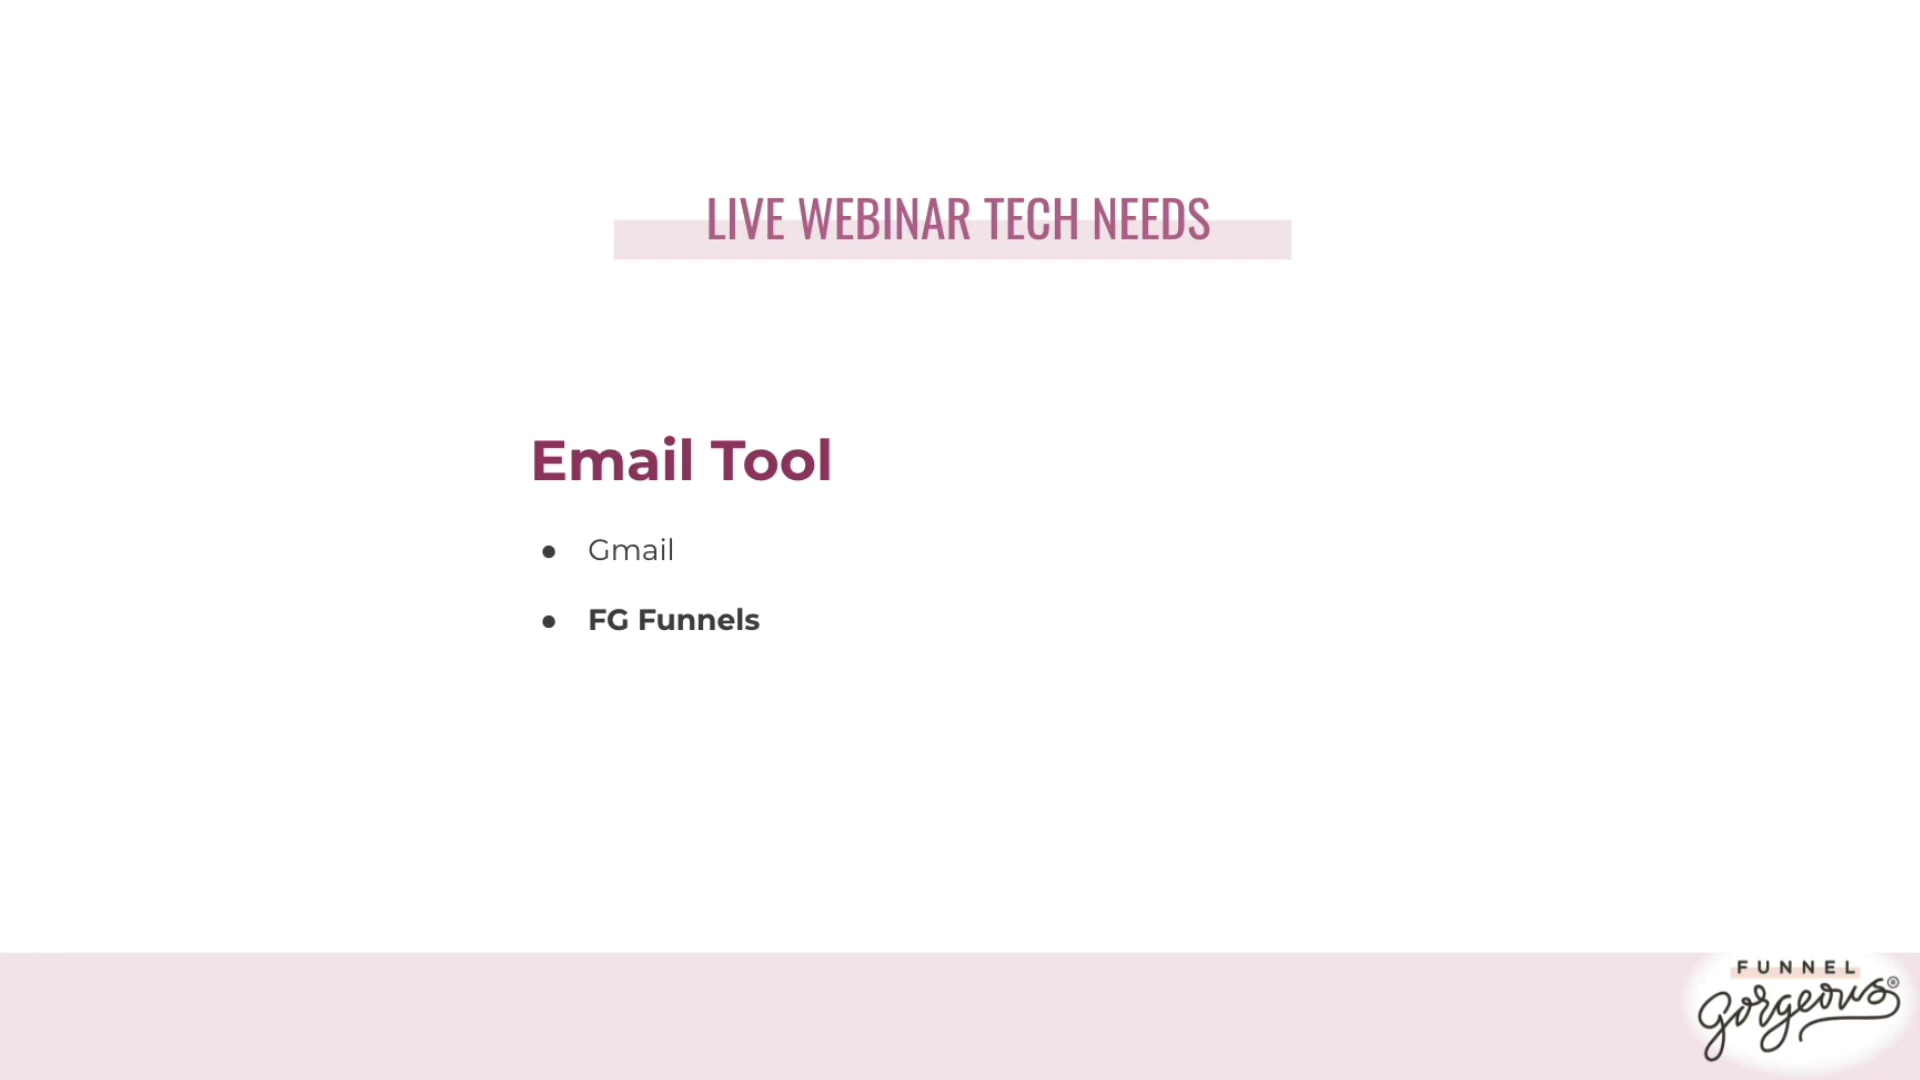 LIVE WEBINAR TECH NEEDS
Email Tool
● Gmail
● FG Funnels
FUNNEL
gorgeous®